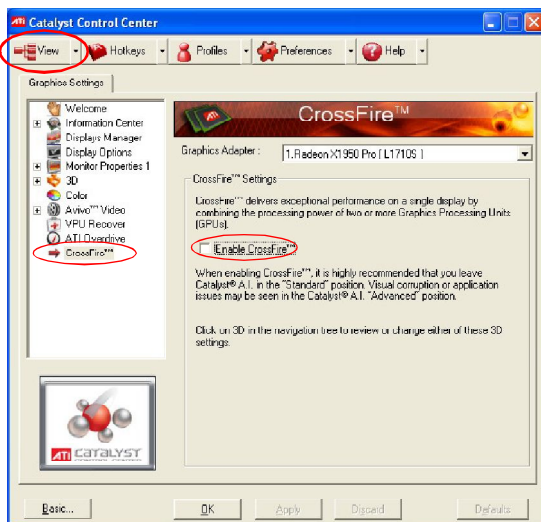 ATI Catalyst Control Center
View Hotkeys Profiles Preferences Help
Graphics Settings
Welcome
Information Center
Displays Manager
Display Options
Monitor Properties 1
3D
Color
Avivo™ Video
VPU Recover
ATI Overdrive
CrossFire™
CrossFire™
Graphics Adapter :
1.Radeon X1950 Pro [ L1710S ]
CrossFire™ Settings
CrossFire™ delivers exceptional performance on a single display by
combining the processing power of two or more Graphics Processing Units
(GPUs).
Enable CrossFire™
When enabling CrossFire™, it is highly recommended that you leave
Catalyst® A.I. in the "Standard" position. Visual corruption or application
issues may be seen in the Catalyst® A.I. "Advanced" position.
Click on 3D in the navigation tree to review or change either of these 3D
settings.
ATI CATALYST
Basic...
OK
Apply
Discard
Defaults